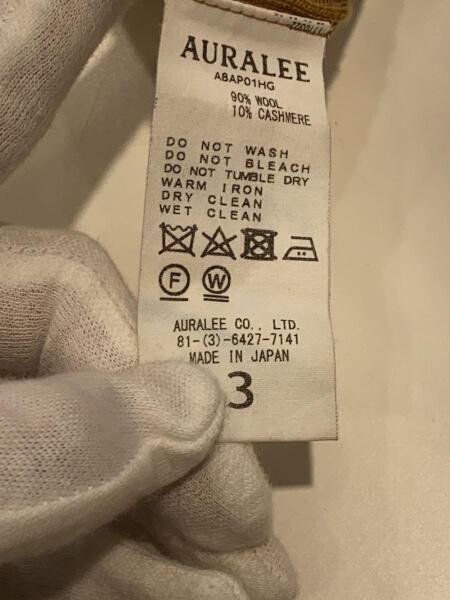 AURALEE
A8AP01HG
90% WOOL
10% CASHMERE
DO NOT WASH
DO NOT BLEACH
DO NOT TUMBLE DRY
WARM IRON
DRY CLEAN
WET CLEAN
F W
AURALEE CO., LTD.
81-(3)-6427-7141
MADE IN JAPAN
3